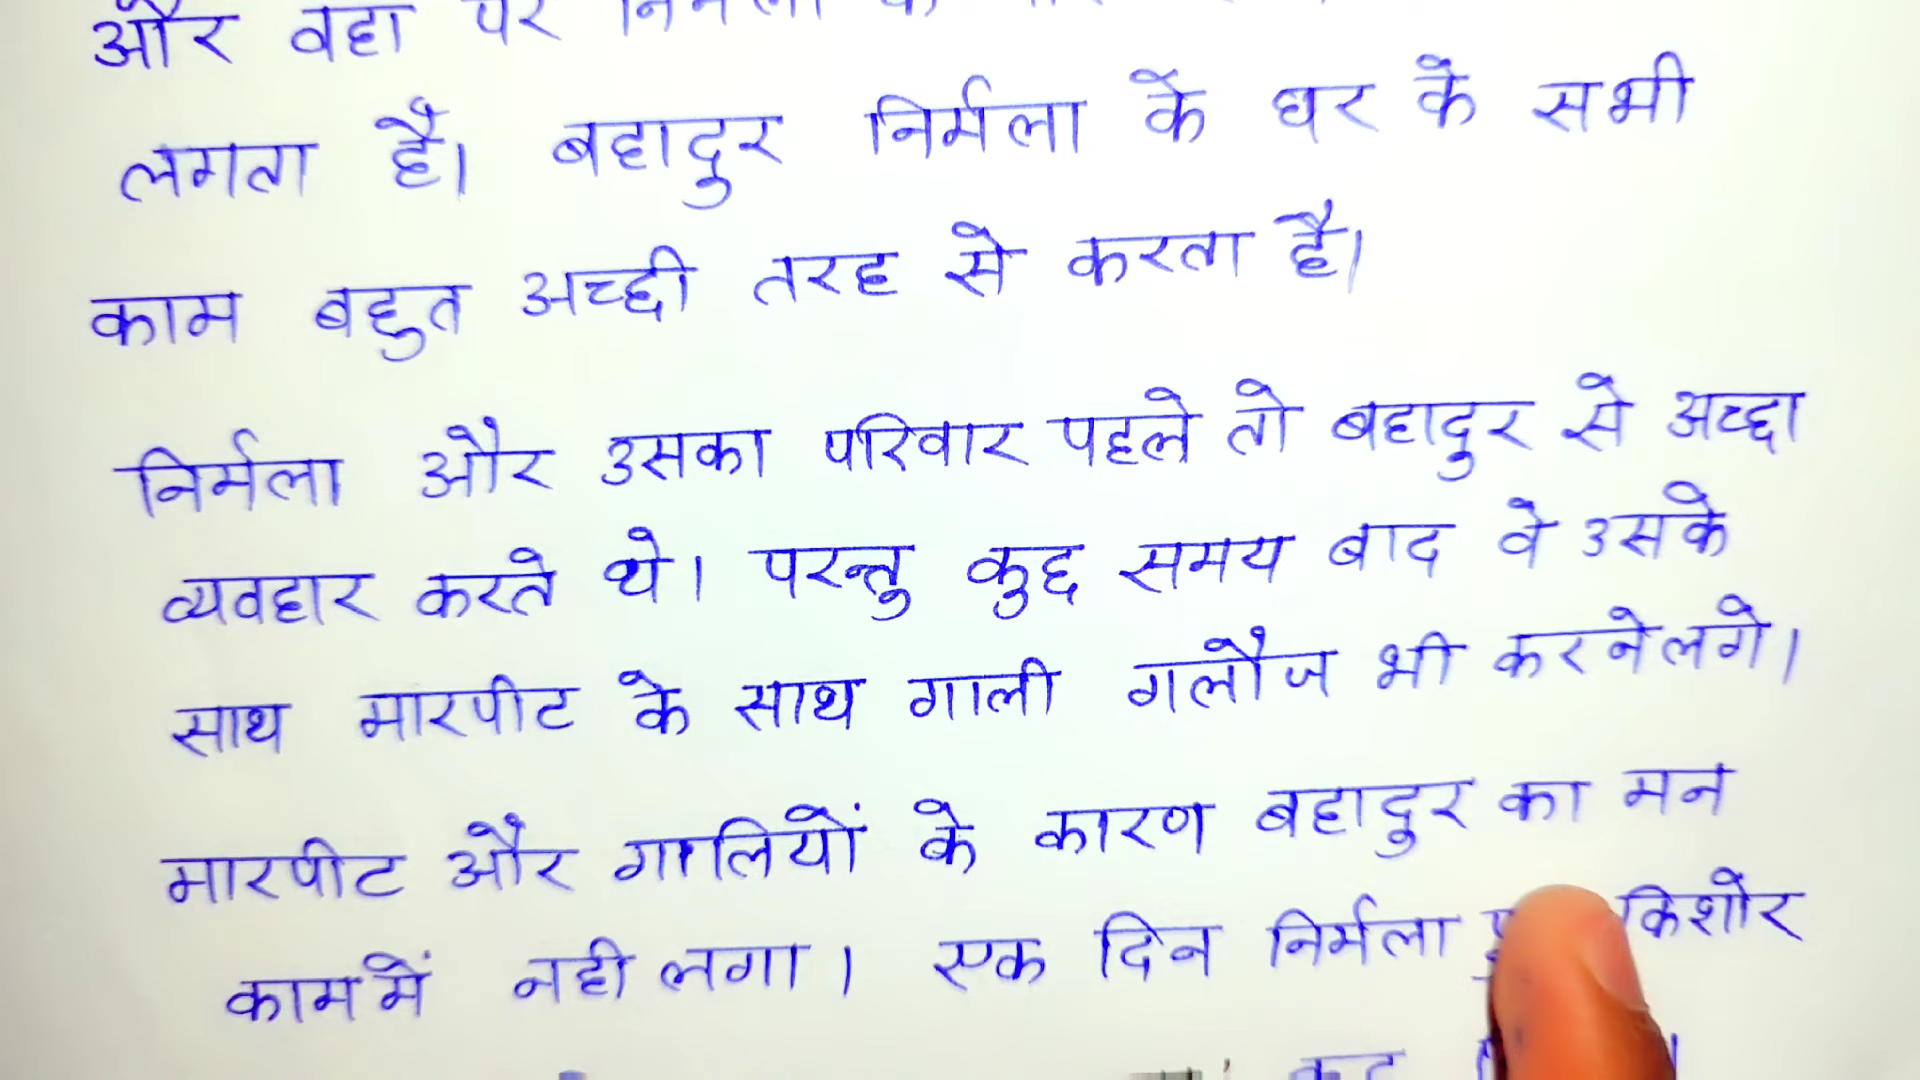 और वहा पर
लगता है। बहादुर निर्मला के घर के सभी
काम बहुत अच्छी तरह से करता है।
निर्मला और उसका परिवार पहले तो बहादुर से अच्छा
व्यवहार करते थे। परन्तु कुछ समय बाद वे उसके
साथ मारपीट के साथ गाली गलौज भी करने लगे।
मारपीट और गालियों के कारण बहादुर का मन
काम में नही लगा। एक दिन निर्मला किशोर